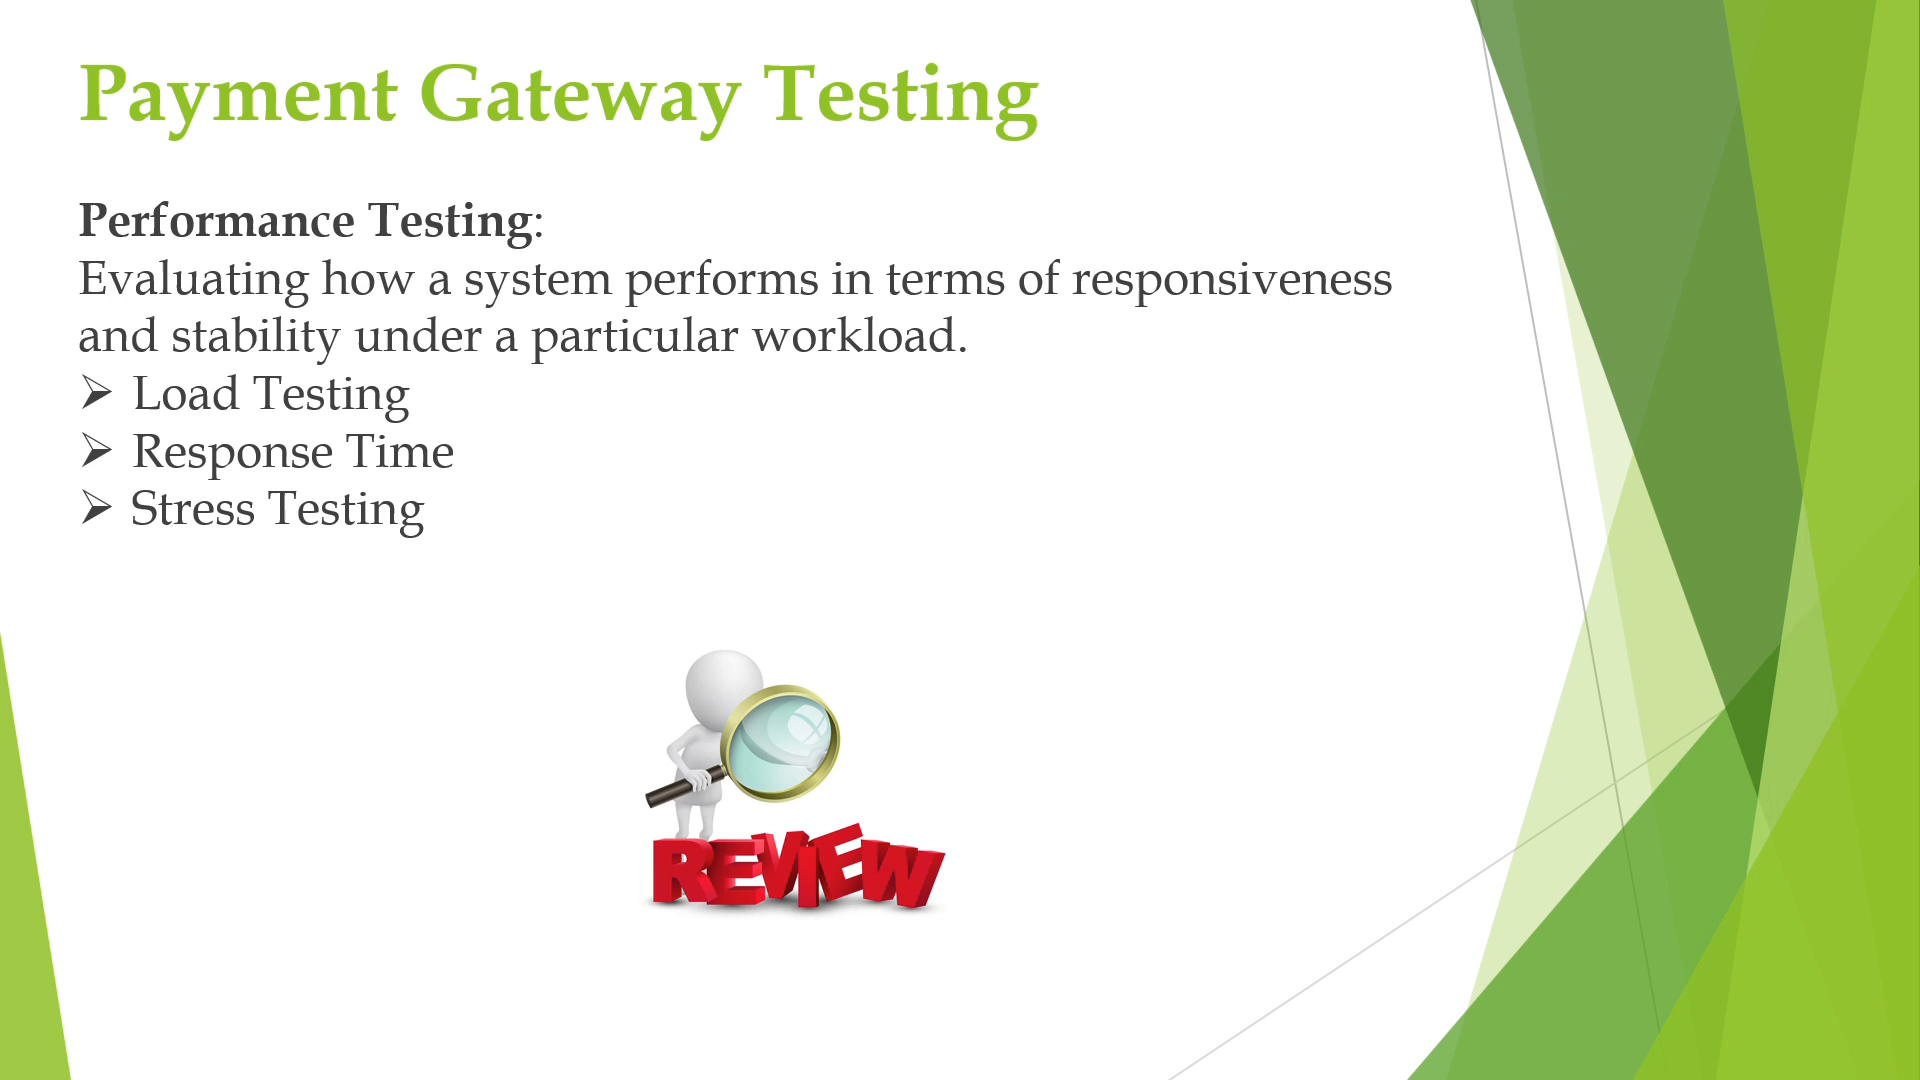 Payment Gateway Testing
Performance Testing:
Evaluating how a system performs in terms of responsiveness
and stability under a particular workload.
➢ Load Testing
➢ Response Time
➢ Stress Testing
REVIEW